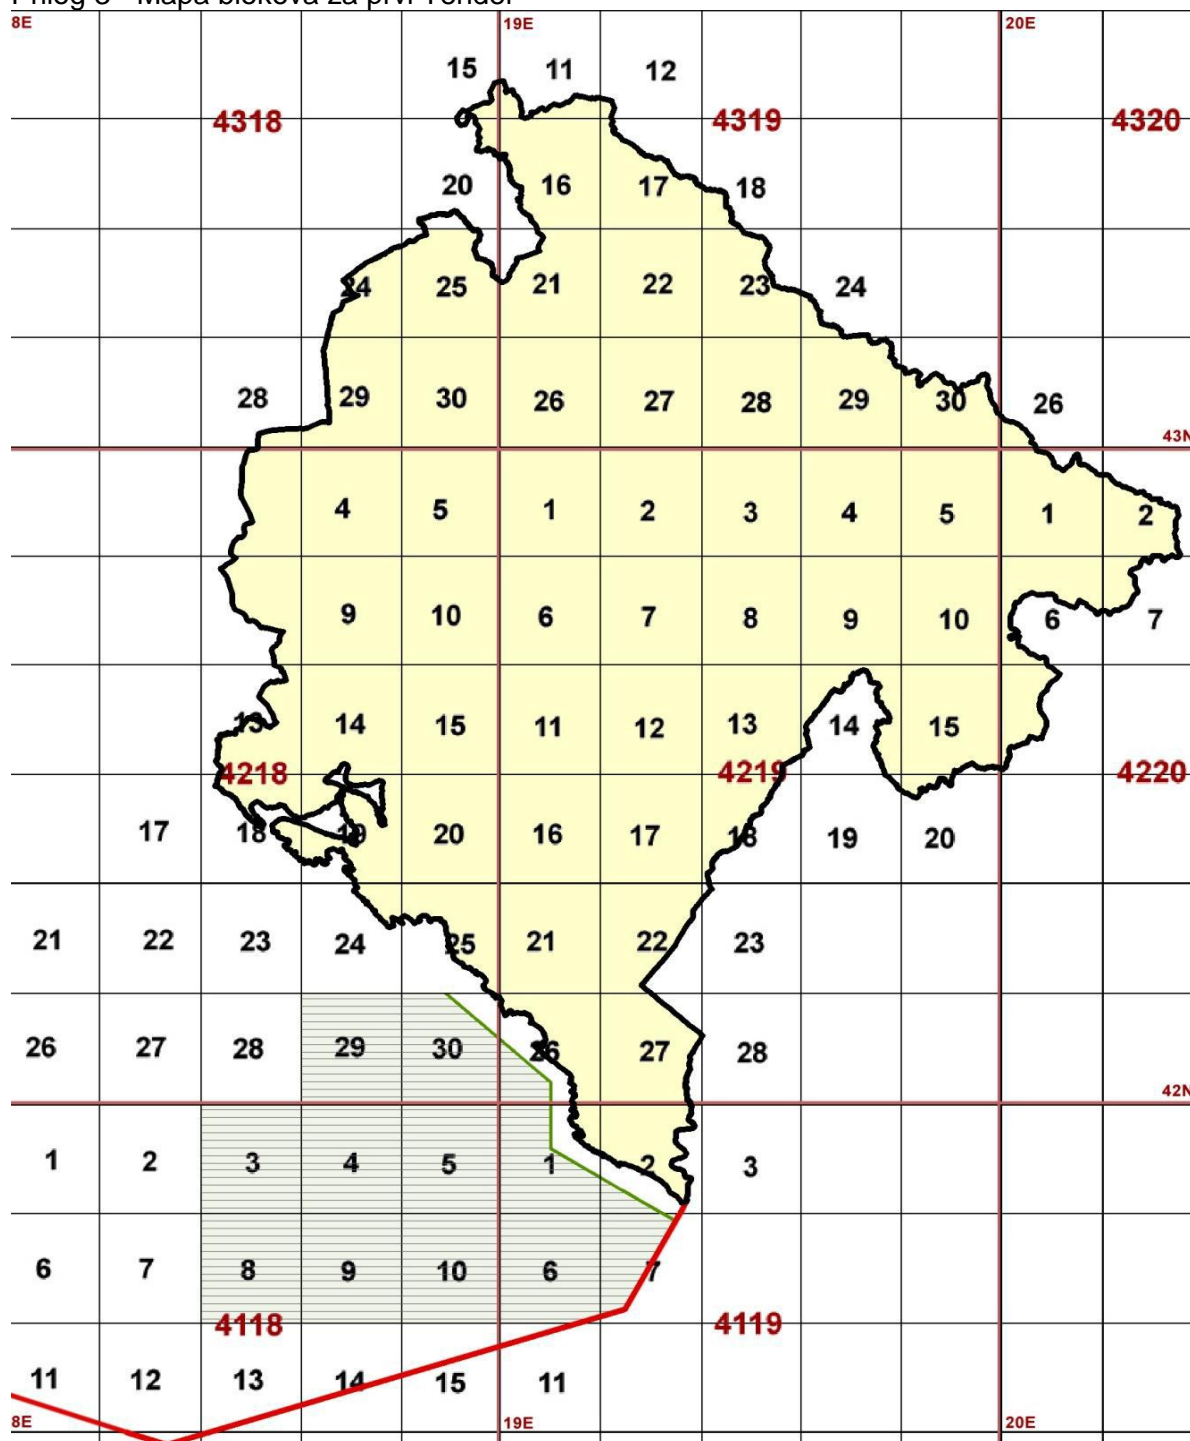 Prilog 3 - Mapa blokova za prvi Tender
8E 19E 20E
15 11 12
4318 4319 4320
20 16 17 18
24 25 21 22 23 24
28 29 30 26 27 28 29 30 26
43N
4 5 1 2 3 4 5 1 2
9 10 6 7 8 9 10 6 7
13 14 15 11 12 13 14 15
4218 4219 4220
17 18 19 20 16 17 18 19 20
21 22 23 24 25 21 22 23
26 27 28 29 30 26 27 28
42N
1 2 3 4 5 1 2 3
6 7 8 9 10 6 7
4118 4119
11 12 13 14 15 11
8E 19E 20E